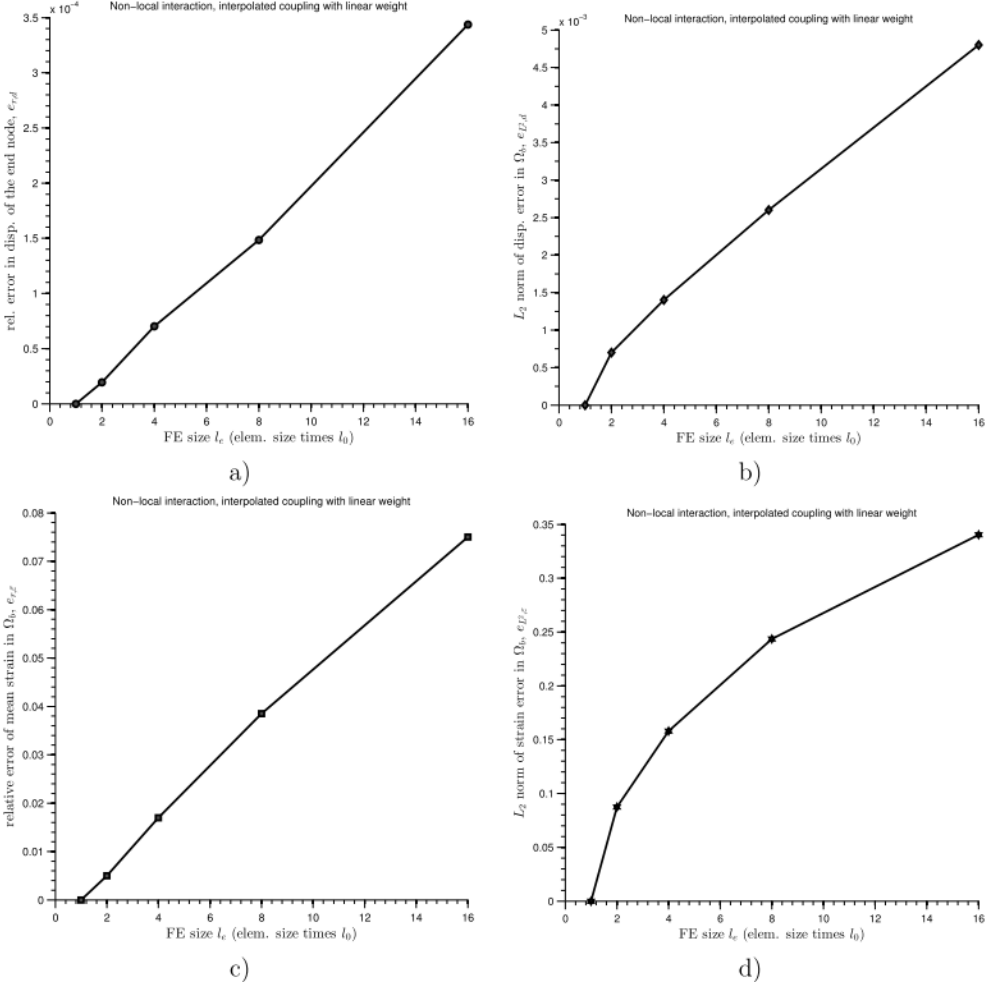 Non−local interaction, interpolated coupling with linear weight
x 10⁻⁴
3.5
3
2.5
2
1.5
1
0.5
0
rel. error in disp. of the end node, e_{r,d}
0 2 4 6 8 10 12 14 16
FE size l_e (elem. size times l_0)
a)
Non−local interaction, interpolated coupling with linear weight
x 10⁻³
5
4.5
4
3.5
3
2.5
2
1.5
1
0.5
0
L_2 norm of disp. error in Ω_b, e_{L²,d}
0 2 4 6 8 10 12 14 16
FE size l_e (elem. size times l_0)
b)
Non−local interaction, interpolated coupling with linear weight
0.08
0.07
0.06
0.05
0.04
0.03
0.02
0.01
0
relative error of mean strain in Ω_b, e_{r,ε̄}
0 2 4 6 8 10 12 14 16
FE size l_e (elem. size times l_0)
c)
Non−local interaction, interpolated coupling with linear weight
0.35
0.3
0.25
0.2
0.15
0.1
0.05
0
L_2 norm of strain error in Ω_b, e_{L²,ε}
0 2 4 6 8 10 12 14 16
FE size l_e (elem. size times l_0)
d)